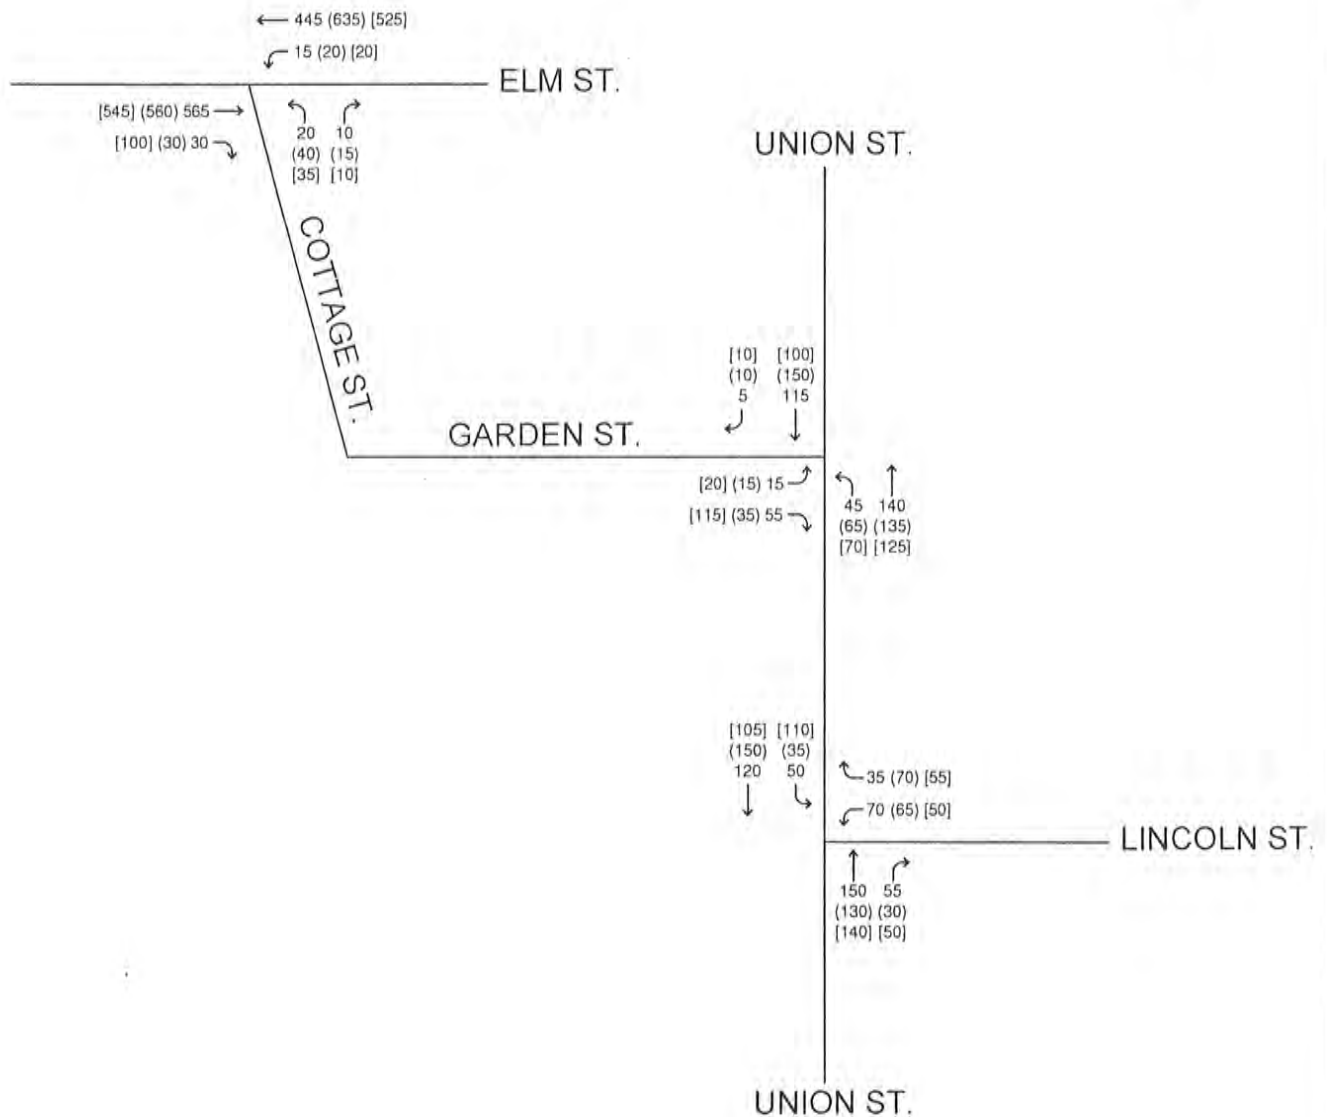 445 (635) [525]
15 (20) [20]
ELM ST.
[545] (560) 565
[100] (30) 30
20 10
(40) (15)
[35] [10]
UNION ST.
COTTAGE ST.
[10] [100]
(10) (150)
5 115
GARDEN ST.
[20] (15) 15
[115] (35) 55
45 140
(65) (135)
[70] [125]
[105] [110]
(150) (35)
120 50
35 (70) [55]
70 (65) [50]
LINCOLN ST.
150 55
(130) (30)
[140] [50]
UNION ST.